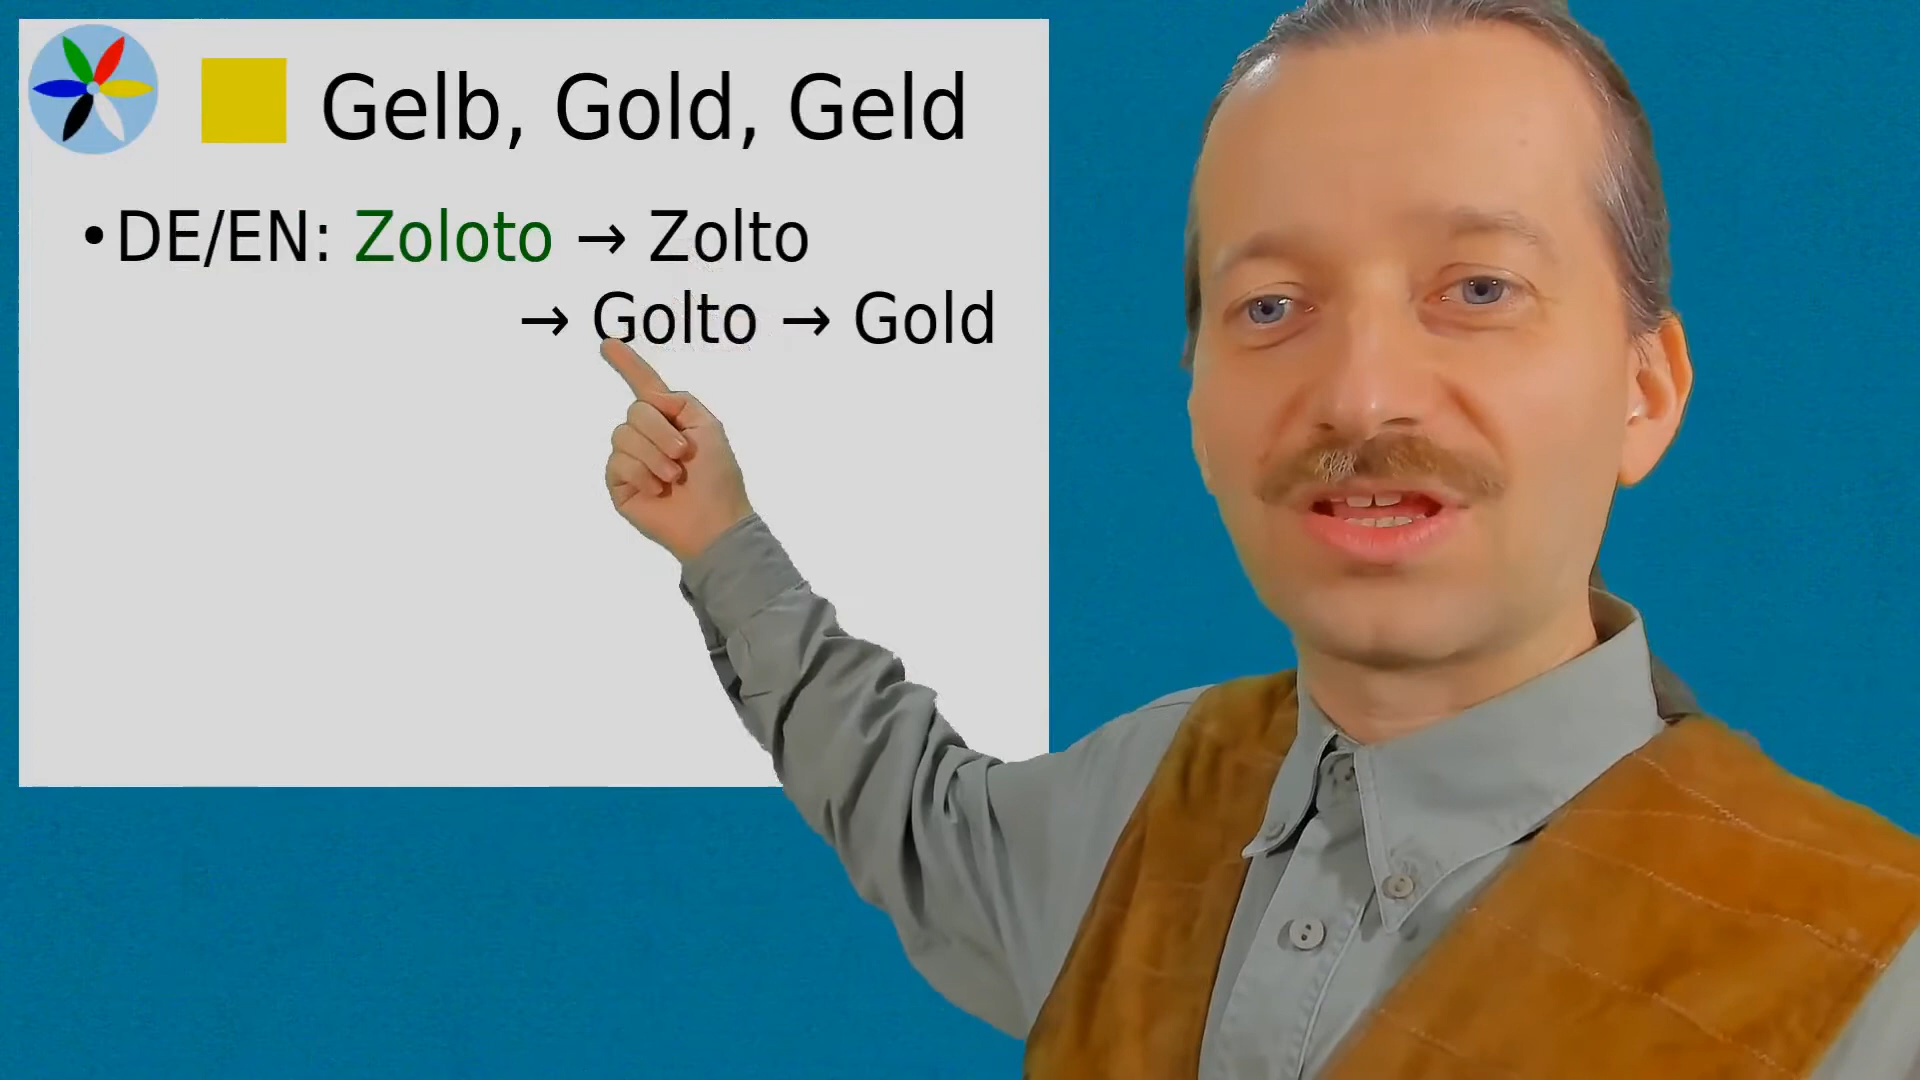 Gelb, Gold, Geld
• DE/EN: Zoloto → Zolto
→ Golto → Gold